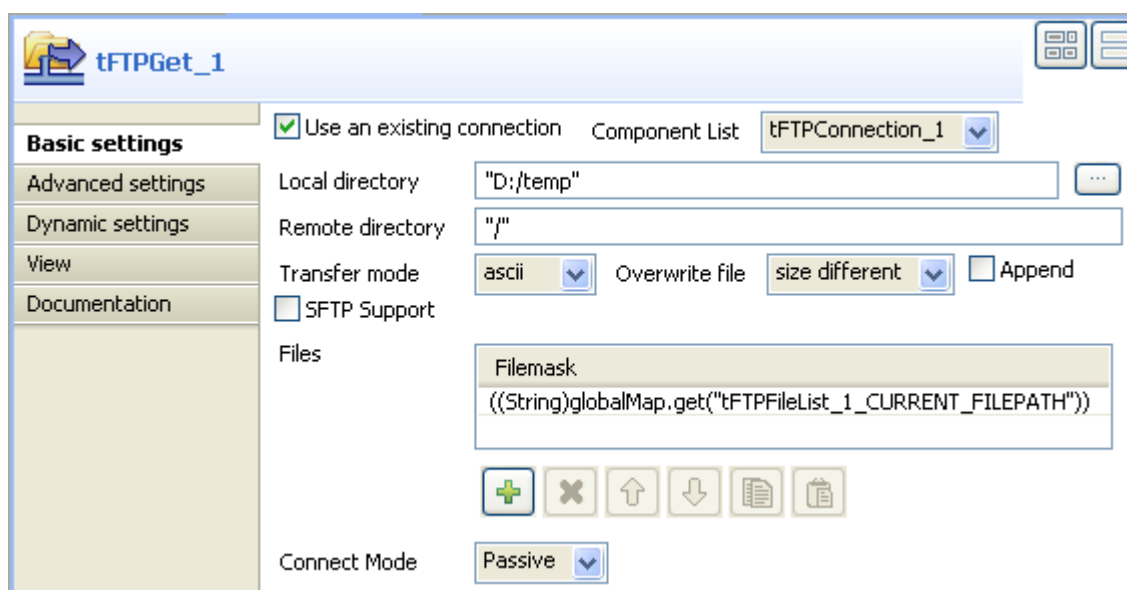 tFTPGet_1
Basic settings
Advanced settings
Dynamic settings
View
Documentation
Use an existing connection Component List tFTPConnection_1
Local directory "D:/temp" ...
Remote directory "/"
Transfer mode ascii Overwrite file size different Append
SFTP Support
Files
Filemask
((String)globalMap.get("tFTPFileList_1_CURRENT_FILEPATH"))
Connect Mode Passive